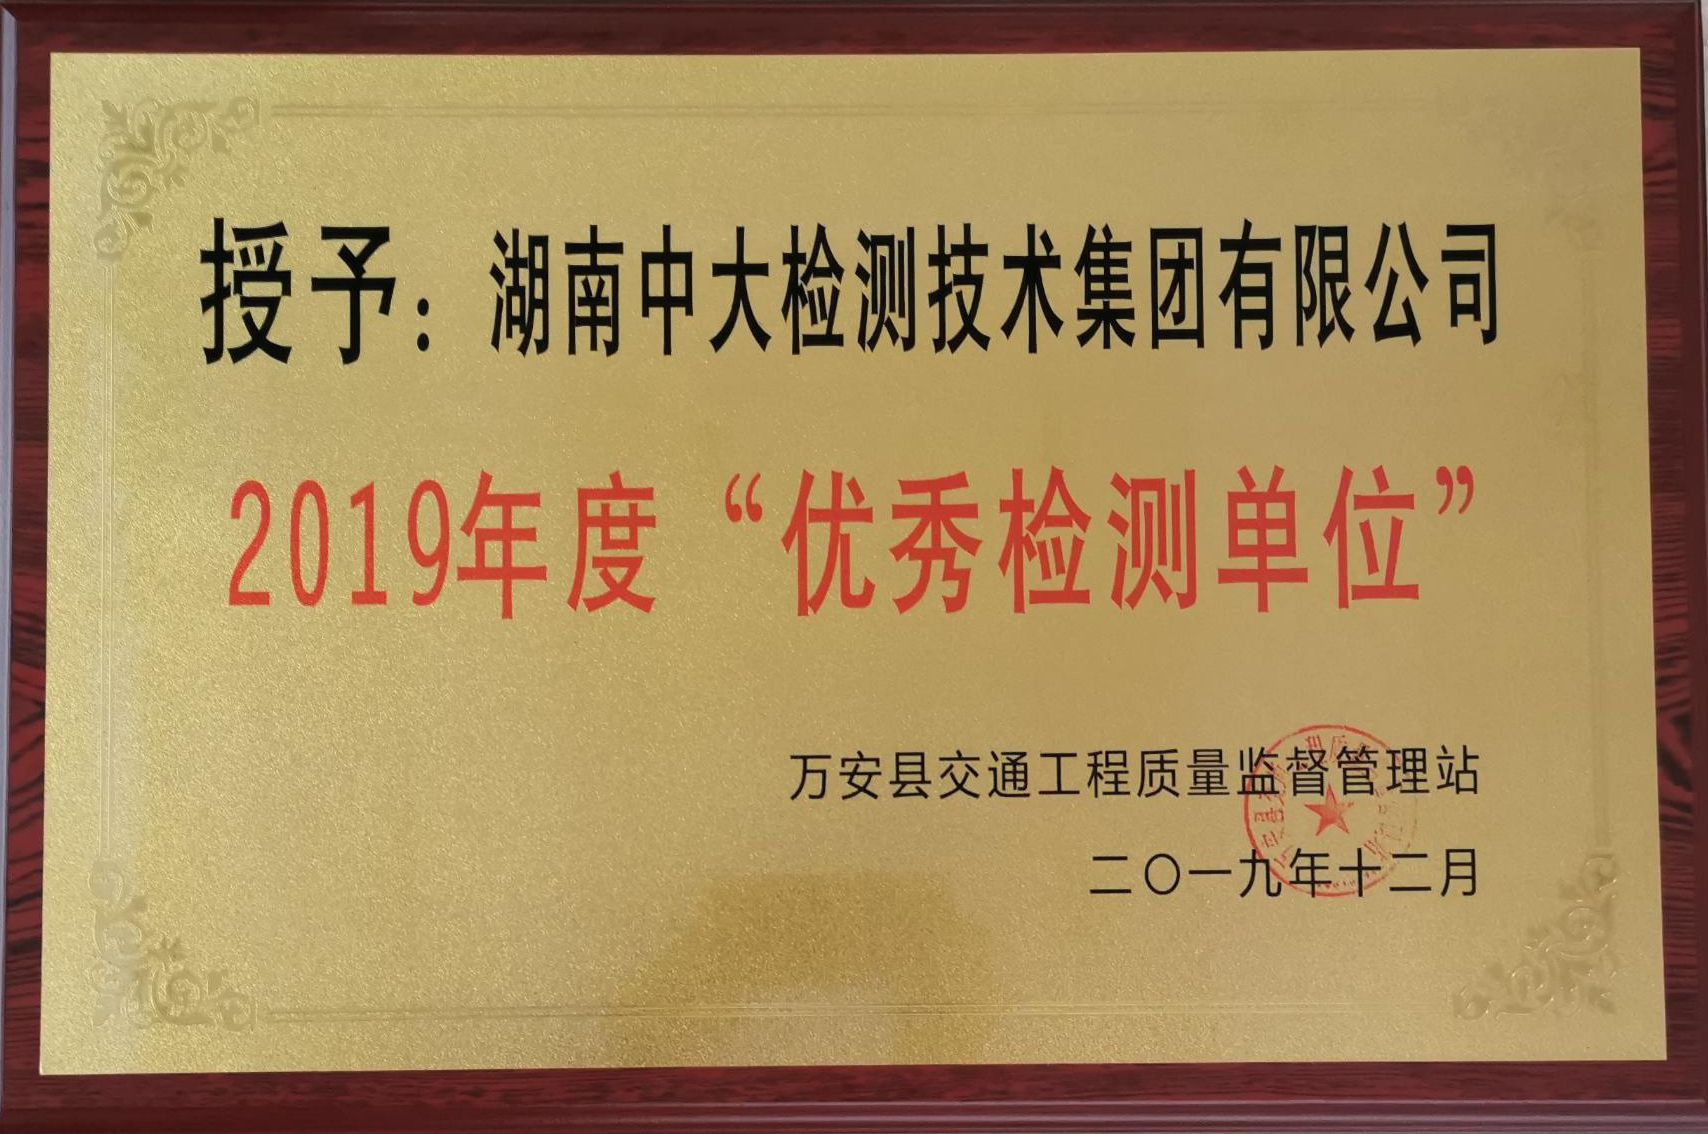 授予：湖南中大检测技术集团有限公司
2019年度“优秀检测单位”
万安县交通工程质量监督管理站
二〇一九年十二月